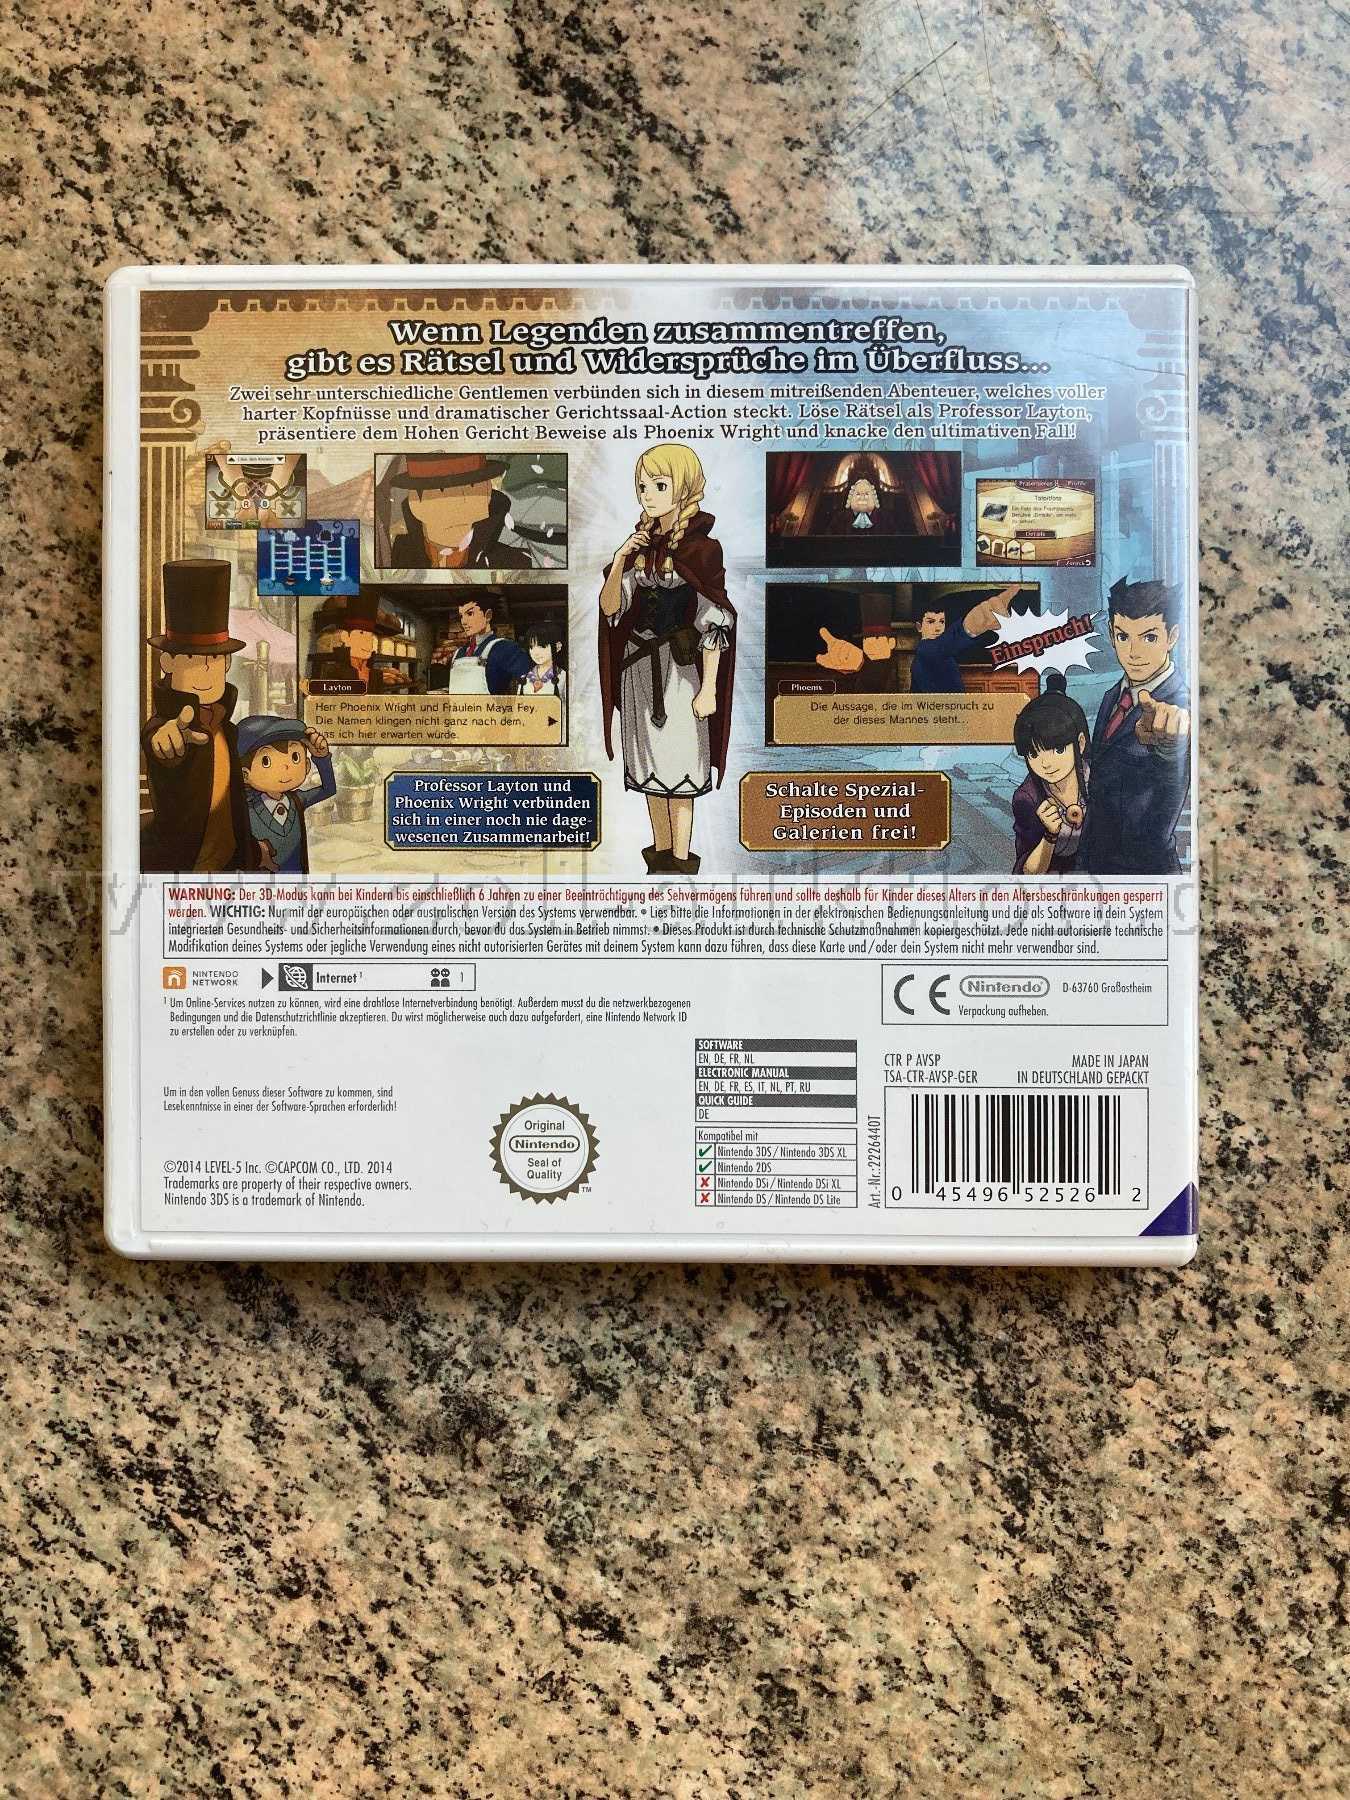 Wenn Legenden zusammentreffen,
gibt es Rätsel und Widersprüche im Überfluss...
Zwei sehr unterschiedliche Gentlemen verbünden sich in diesem mitreißenden Abenteuer, welches voller
harter Kopfnüsse und dramatischer Gerichtssaal-Action steckt. Löse Rätsel als Professor Layton,
präsentiere dem Hohen Gericht Beweise als Phoenix Wright und knacke den ultimativen Fall!
R B
Präsentieren Profile
Details
Zurück
Layton
Herr Phoenix Wright und Fräulein Maya Fey.
Die Namen klingen nicht ganz nach dem,
was ich hier erwarten würde.
Einspruch!
Phoenix
Die Aussage, die im Widerspruch zu
der dieses Mannes steht...
Professor Layton und
Phoenix Wright verbünden
sich in einer noch nie dage-
wesenen Zusammenarbeit!
Schalte Spezial-
Episoden und
Galerien frei!
WARNUNG: Der 3D-Modus kann bei Kindern bis einschließlich 6 Jahren zu einer Beeinträchtigung des Sehvermögens führen und sollte deshalb für Kinder dieses Alters in den Altersbeschränkungen gesperrt
werden. WICHTIG: Nur mit der europäischen oder australischen Version des Systems verwendbar. • Lies bitte die Informationen in der elektronischen Bedienungsanleitung und die als Software in dein System
integrierten Gesundheits- und Sicherheitsinformationen durch, bevor du das System in Betrieb nimmst. • Dieses Produkt ist durch technische Schutzmaßnahmen kopiergeschützt. Jede nicht autorisierte technische
Modifikation deines Systems oder jegliche Verwendung eines nicht autorisierten Gerätes mit deinem System kann dazu führen, dass diese Karte und/oder dein System nicht mehr verwendbar sind.
NINTENDO
NETWORK
Internet ¹
1
¹ Um Online-Services nutzen zu können, wird eine drahtlose Internetverbindung benötigt. Außerdem musst du die netzwerkbezogenen
Bedingungen und die Datenschutzrichtlinie akzeptieren. Du wirst möglicherweise auch dazu aufgefordert, eine Nintendo Network ID
zu erstellen oder zu verknüpfen.
CE
Nintendo
D-63760 Großostheim
Verpackung aufheben.
Um in den vollen Genuss dieser Software zu kommen, sind
Lesekenntnisse in einer der Software-Sprachen erforderlich!
Original
Nintendo
Seal of
Quality
TM
©2014 LEVEL-5 Inc. ©CAPCOM CO., LTD. 2014
Trademarks are property of their respective owners.
Nintendo 3DS is a trademark of Nintendo.
SOFTWARE
EN, DE, FR, NL
ELECTRONIC MANUAL
EN, DE, FR, ES, IT, NL, PT, RU
QUICK GUIDE
DE
Kompatibel mit
Nintendo 3DS / Nintendo 3DS XL
Nintendo 2DS
Nintendo DSi / Nintendo DSi XL
Nintendo DS / Nintendo DS Lite
CTR P AVSP
TSA-CTR-AVSP-GER
MADE IN JAPAN
IN DEUTSCHLAND GEPACKT
Art.-Nr.:2226440T
0 45496 52526 2